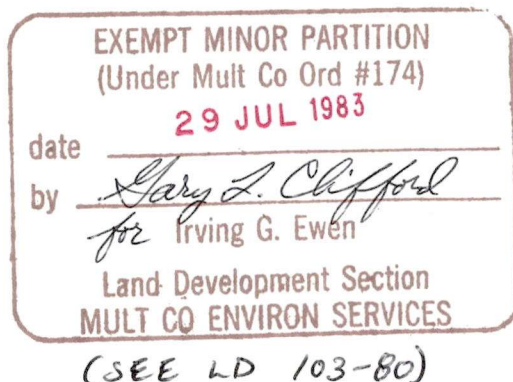 EXEMPT MINOR PARTITION
(Under Mult Co Ord #174)
29 JUL 1983
date
by Gary L. Clifford
for Irving G. Ewen
Land Development Section
MULT CO ENVIRON SERVICES
(SEE LD 103-80)